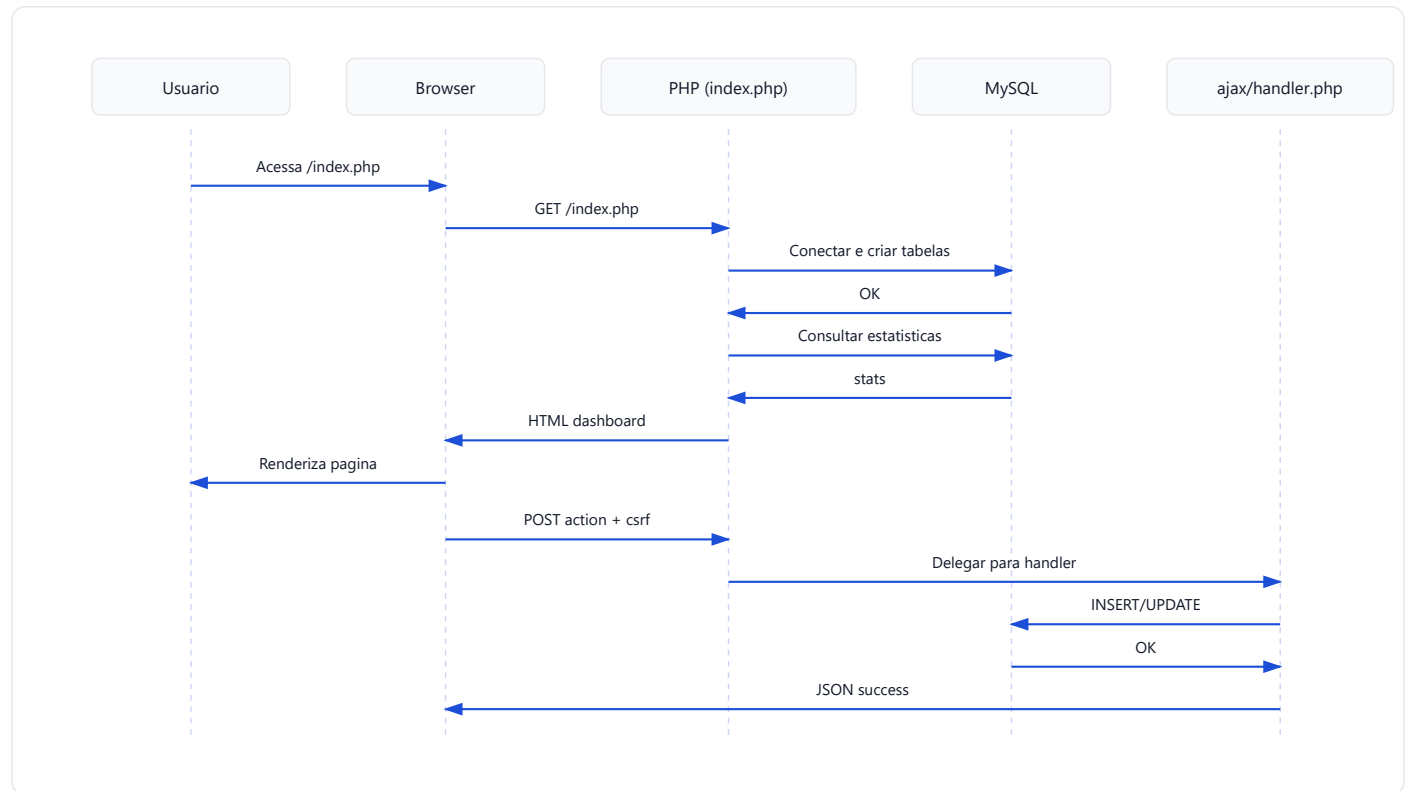 Usuario
Browser
PHP (index.php)
MySQL
ajax/handler.php
Acessa /index.php
GET /index.php
Conectar e criar tabelas
OK
Consultar estatisticas
stats
HTML dashboard
Renderiza pagina
POST action + csrf
Delegar para handler
INSERT/UPDATE
OK
JSON success